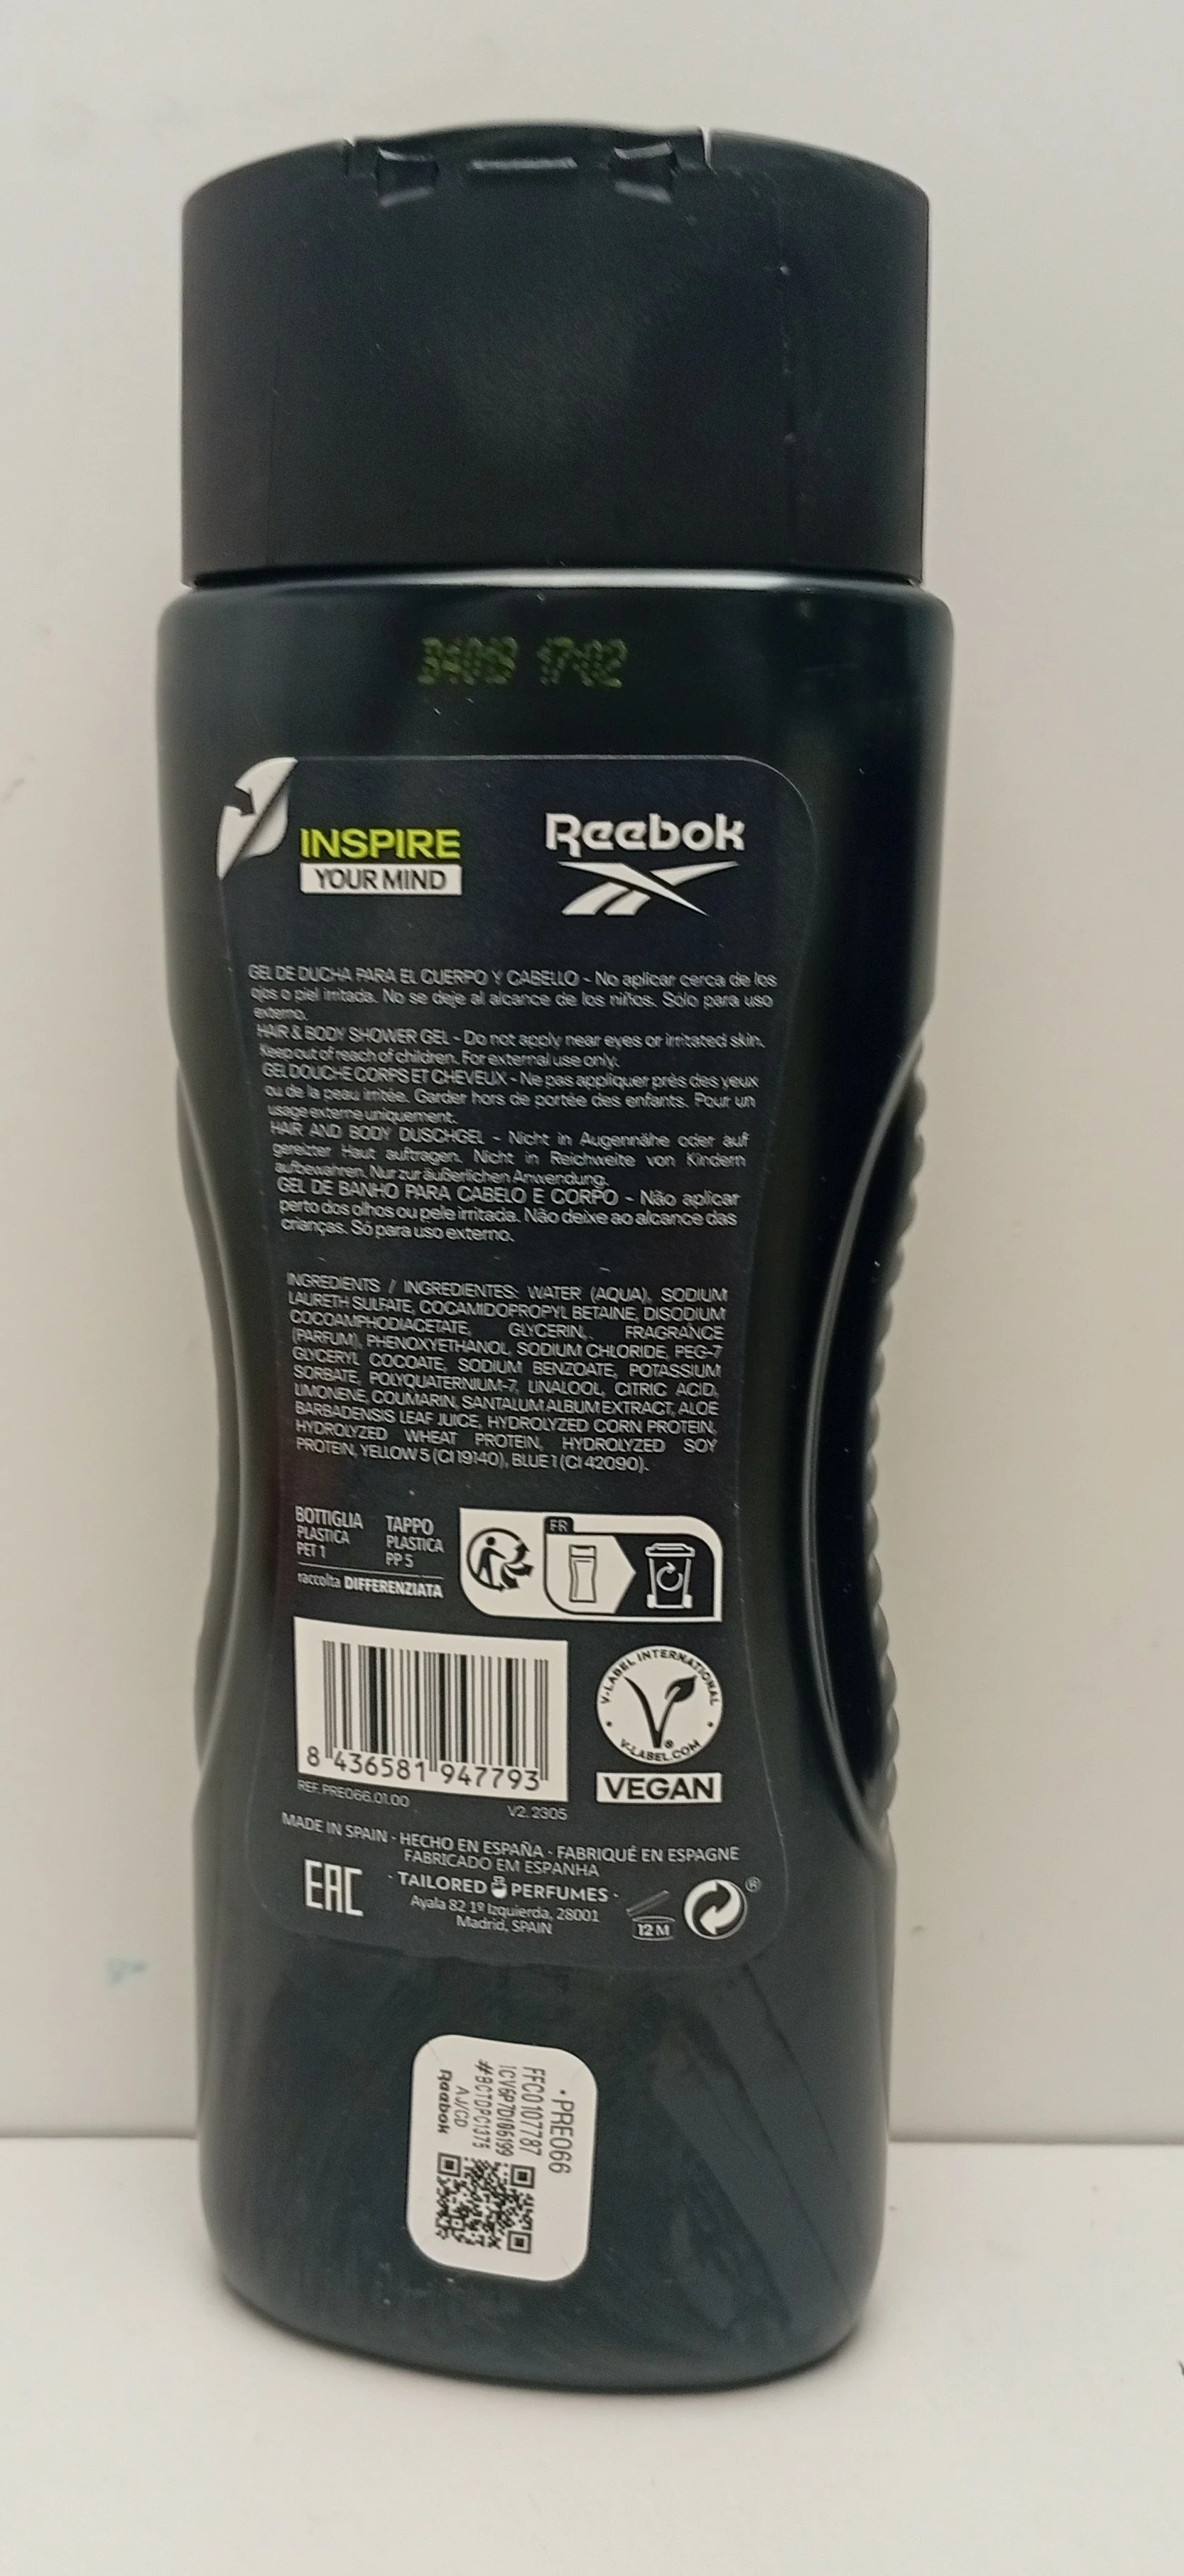 34093 17:02
INSPIRE
YOUR MIND
Reebok
GEL DE DUCHA PARA EL CUERPO Y CABELLO - No aplicar cerca de los
ojos o piel irritada. No se deje al alcance de los niños. Sólo para uso
externo.
HAIR & BODY SHOWER GEL - Do not apply near eyes or irritated skin.
Keep out of reach of children. For external use only.
GEL DOUCHE CORPS ET CHEVEUX - Ne pas appliquer près des yeux
ou de la peau irritée. Garder hors de portée des enfants. Pour un
usage externe uniquement.
HAIR AND BODY DUSCHGEL - Nicht in Augennähe oder auf
gereizter Haut auftragen. Nicht in Reichweite von Kindern
aufbewahren. Nur zur äußerlichen Anwendung.
GEL DE BANHO PARA CABELO E CORPO - Não aplicar
perto dos olhos ou pele irritada. Não deixe ao alcance das
crianças. Só para uso externo.
INGREDIENTS / INGREDIENTES: WATER (AQUA), SODIUM
LAURETH SULFATE, COCAMIDOPROPYL BETAINE, DISODIUM
COCOAMPHODIACETATE, GLYCERIN,. FRAGRANCE
(PARFUM), PHENOXYETHANOL, SODIUM CHLORIDE, PEG-7
GLYCERYL COCOATE, SODIUM BENZOATE, POTASSIUM
SORBATE, POLYQUATERNIUM-7, LINALOOL, CITRIC ACID,
LIMONENE, COUMARIN, SANTALUM ALBUM EXTRACT, ALOE
BARBADENSIS LEAF JUICE, HYDROLYZED CORN PROTEIN,
HYDROLYZED WHEAT PROTEIN, HYDROLYZED SOY
PROTEIN, YELLOW 5 (CI 19140), BLUE 1 (CI 42090).
BOTTIGLIA TAPPO
PLASTICA PLASTICA
PET 1 PP 5
raccolta DIFFERENZIATA
FR
V-LABEL INTERNATIONAL
V-LABEL.COM
VEGAN
8 436581 947793
REF. PRE066.01.00 V2. 2305
MADE IN SPAIN - HECHO EN ESPAÑA - FABRIQUÉ EN ESPAGNE
FABRICADO EM ESPANHA
EAC
· TAILORED PERFUMES ·
Ayala 82 1º Izquierda, 28001
Madrid, SPAIN
12 M
®
·PRE066
FFC0107787
#BCTDPC1375
AJ/CD
Reebok